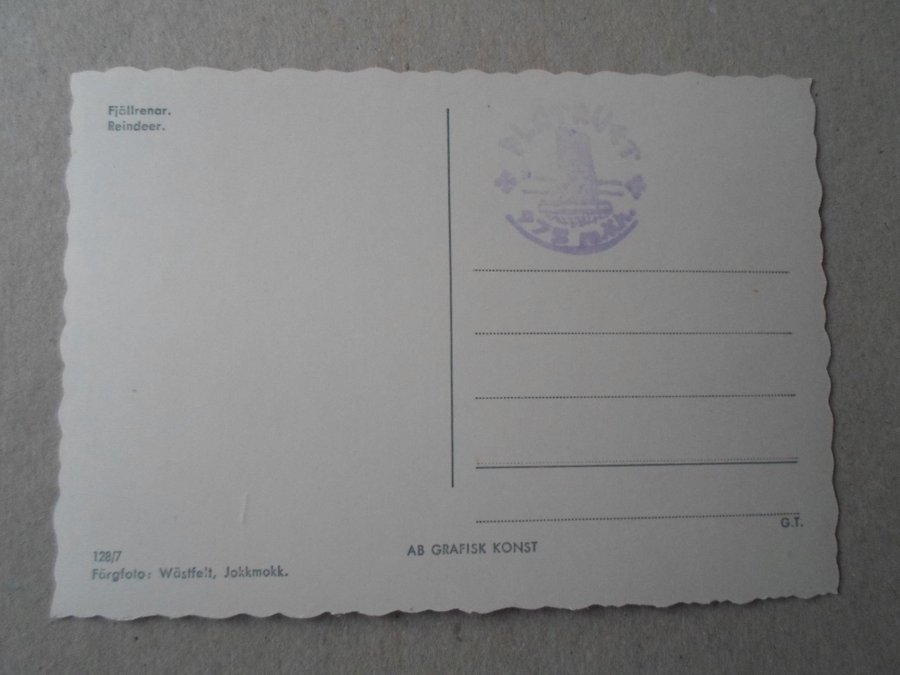 Fjällrenar.
Reindeer.
128/7
Färgfoto: Wästfelt, Jokkmokk.
AB GRAFISK KONST
G.T.